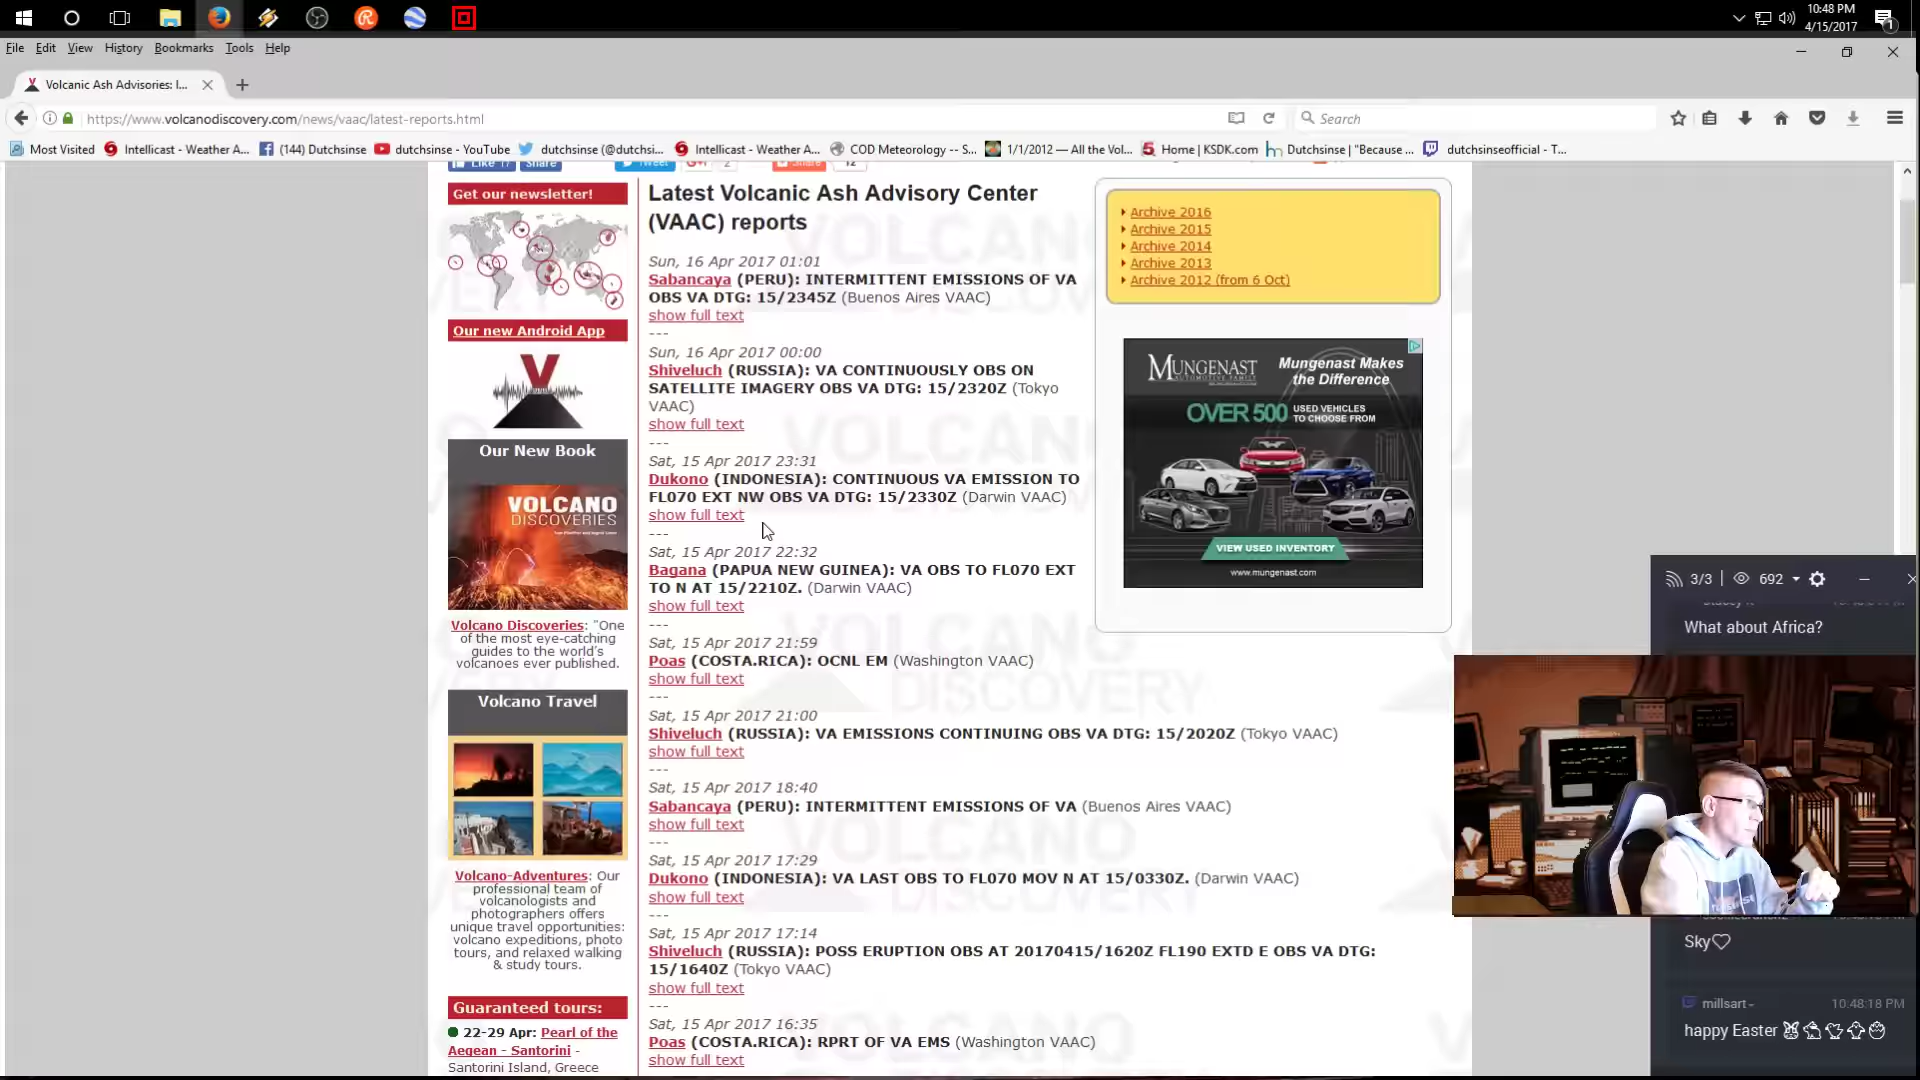 10:48 PM
4/15/2017
1
File Edit View History Bookmarks Tools Help
Volcanic Ash Advisories: l...
https://www.volcanodiscovery.com/news/vaac/latest-reports.html
Search
Most Visited Intellicast - Weather A... (144) Dutchsinse dutchsinse - YouTube dutchsinse (@dutchsi... Intellicast - Weather A... COD Meteorology -- S... 1/1/2012 — All the Vol... Home | KSDK.com Dutchsinse | "Because ... dutchsinseofficial - T...
Like 17 Share Tweet 2 Share 12
Get our newsletter!
Our new Android App
Our New Book
VOLCANO
DISCOVERIES
Volcano Discoveries: "One
of the most eye-catching
guides to the world's
volcanoes ever published.
Volcano Travel
Volcano-Adventures: Our
professional team of
volcanologists and
photographers offers
unique travel opportunities:
volcano expeditions, photo
tours, and relaxed walking
& study tours.
Guaranteed tours:
22-29 Apr: Pearl of the
Aegean - Santorini -
Santorini Island, Greece
Latest Volcanic Ash Advisory Center
(VAAC) reports
Sun, 16 Apr 2017 01:01
Sabancaya (PERU): INTERMITTENT EMISSIONS OF VA
OBS VA DTG: 15/2345Z (Buenos Aires VAAC)
show full text
---
Sun, 16 Apr 2017 00:00
Shiveluch (RUSSIA): VA CONTINUOUSLY OBS ON
SATELLITE IMAGERY OBS VA DTG: 15/2320Z (Tokyo
VAAC)
show full text
---
Sat, 15 Apr 2017 23:31
Dukono (INDONESIA): CONTINUOUS VA EMISSION TO
FL070 EXT NW OBS VA DTG: 15/2330Z (Darwin VAAC)
show full text
---
Sat, 15 Apr 2017 22:32
Bagana (PAPUA NEW GUINEA): VA OBS TO FL070 EXT
TO N AT 15/2210Z. (Darwin VAAC)
show full text
---
Sat, 15 Apr 2017 21:59
Poas (COSTA.RICA): OCNL EM (Washington VAAC)
show full text
---
Sat, 15 Apr 2017 21:00
Shiveluch (RUSSIA): VA EMISSIONS CONTINUING OBS VA DTG: 15/2020Z (Tokyo VAAC)
show full text
---
Sat, 15 Apr 2017 18:40
Sabancaya (PERU): INTERMITTENT EMISSIONS OF VA (Buenos Aires VAAC)
show full text
---
Sat, 15 Apr 2017 17:29
Dukono (INDONESIA): VA LAST OBS TO FL070 MOV N AT 15/0330Z. (Darwin VAAC)
show full text
---
Sat, 15 Apr 2017 17:14
Shiveluch (RUSSIA): POSS ERUPTION OBS AT 20170415/1620Z FL190 EXTD E OBS VA DTG:
15/1640Z (Tokyo VAAC)
show full text
---
Sat, 15 Apr 2017 16:35
Poas (COSTA.RICA): RPRT OF VA EMS (Washington VAAC)
show full text
Archive 2016
Archive 2015
Archive 2014
Archive 2013
Archive 2012 (from 6 Oct)
MUNGENAST
AUTOMOTIVE FAMILY
Mungenast Makes
the Difference
OVER 500 USED VEHICLES
TO CHOOSE FROM
VIEW USED INVENTORY
www.mungenast.com
3/3 692
What about Africa?
Sky♡
millsart- 10:48:18 PM
happy Easter
VOLCANO
DISCOVERY